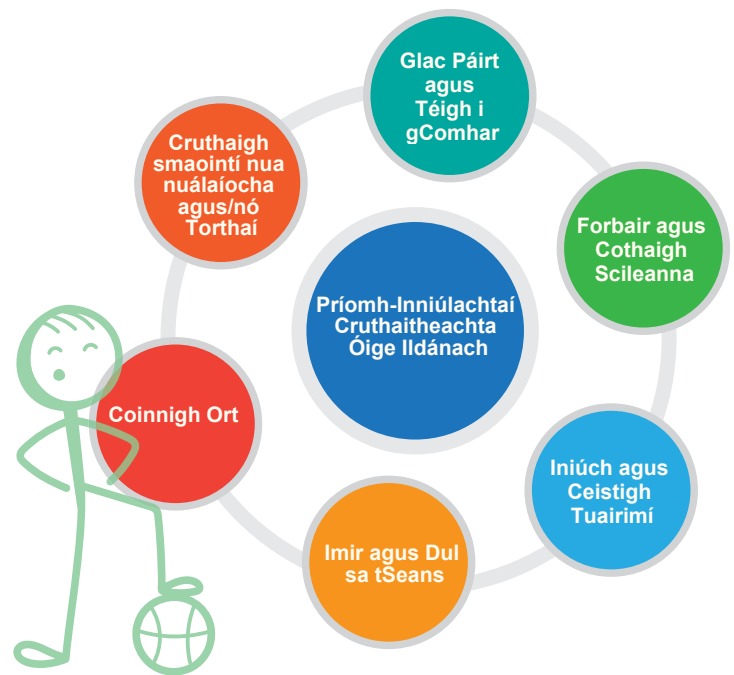 Glac Páirt
agus
Téigh i
gComhar
Cruthaigh
smaointí nua
nuálaíocha
agus/nó
Torthaí
Forbair agus
Cothaigh
Scileanna
Príomh-Inniúlachtaí
Cruthaitheachta
Óige Ildánach
Coinnigh Ort
Iniúch agus
Ceistigh
Tuairimí
Imir agus Dul
sa tSeans